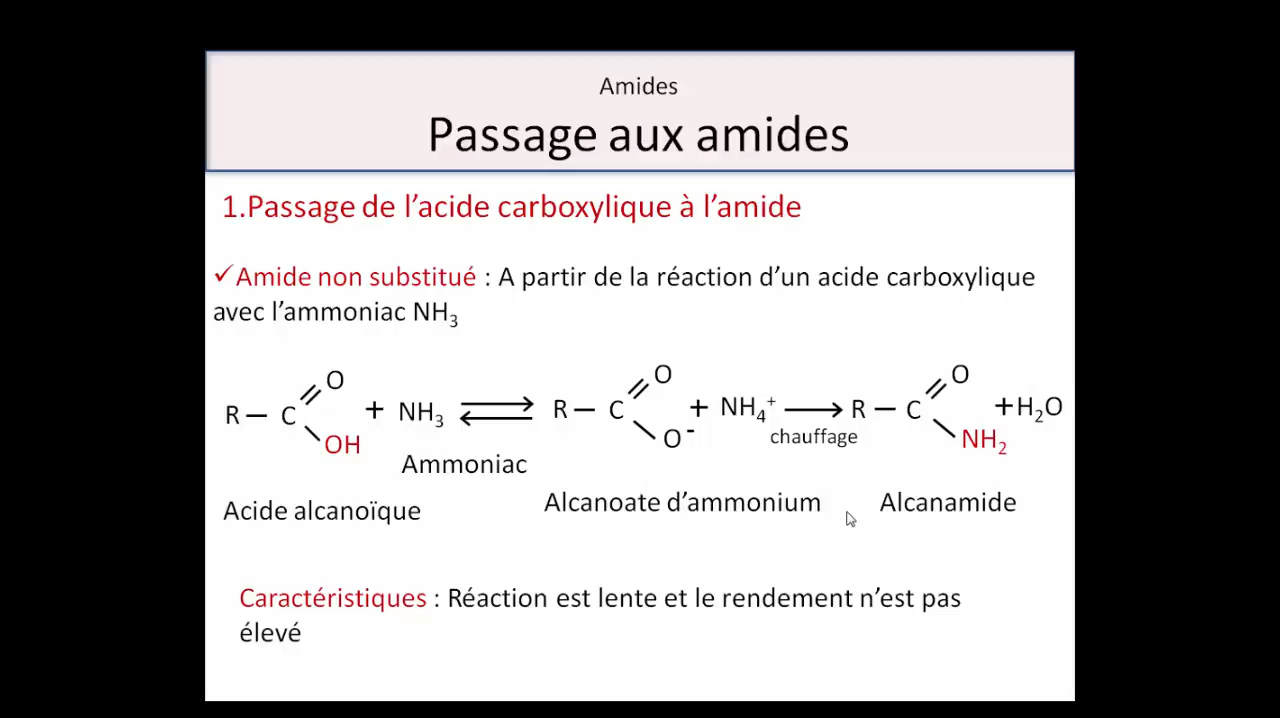 Amides
Passage aux amides
1.Passage de l’acide carboxylique à l’amide
✓Amide non substitué : A partir de la réaction d’un acide carboxylique
avec l’ammoniac NH₃
R — C O OH + NH₃ ⇌ R — C O O⁻ + NH₄⁺ → R — C O NH₂ + H₂O
chauffage
Ammoniac
Acide alcanoïque
Alcanoate d’ammonium
Alcanamide
Caractéristiques : Réaction est lente et le rendement n’est pas
élevé